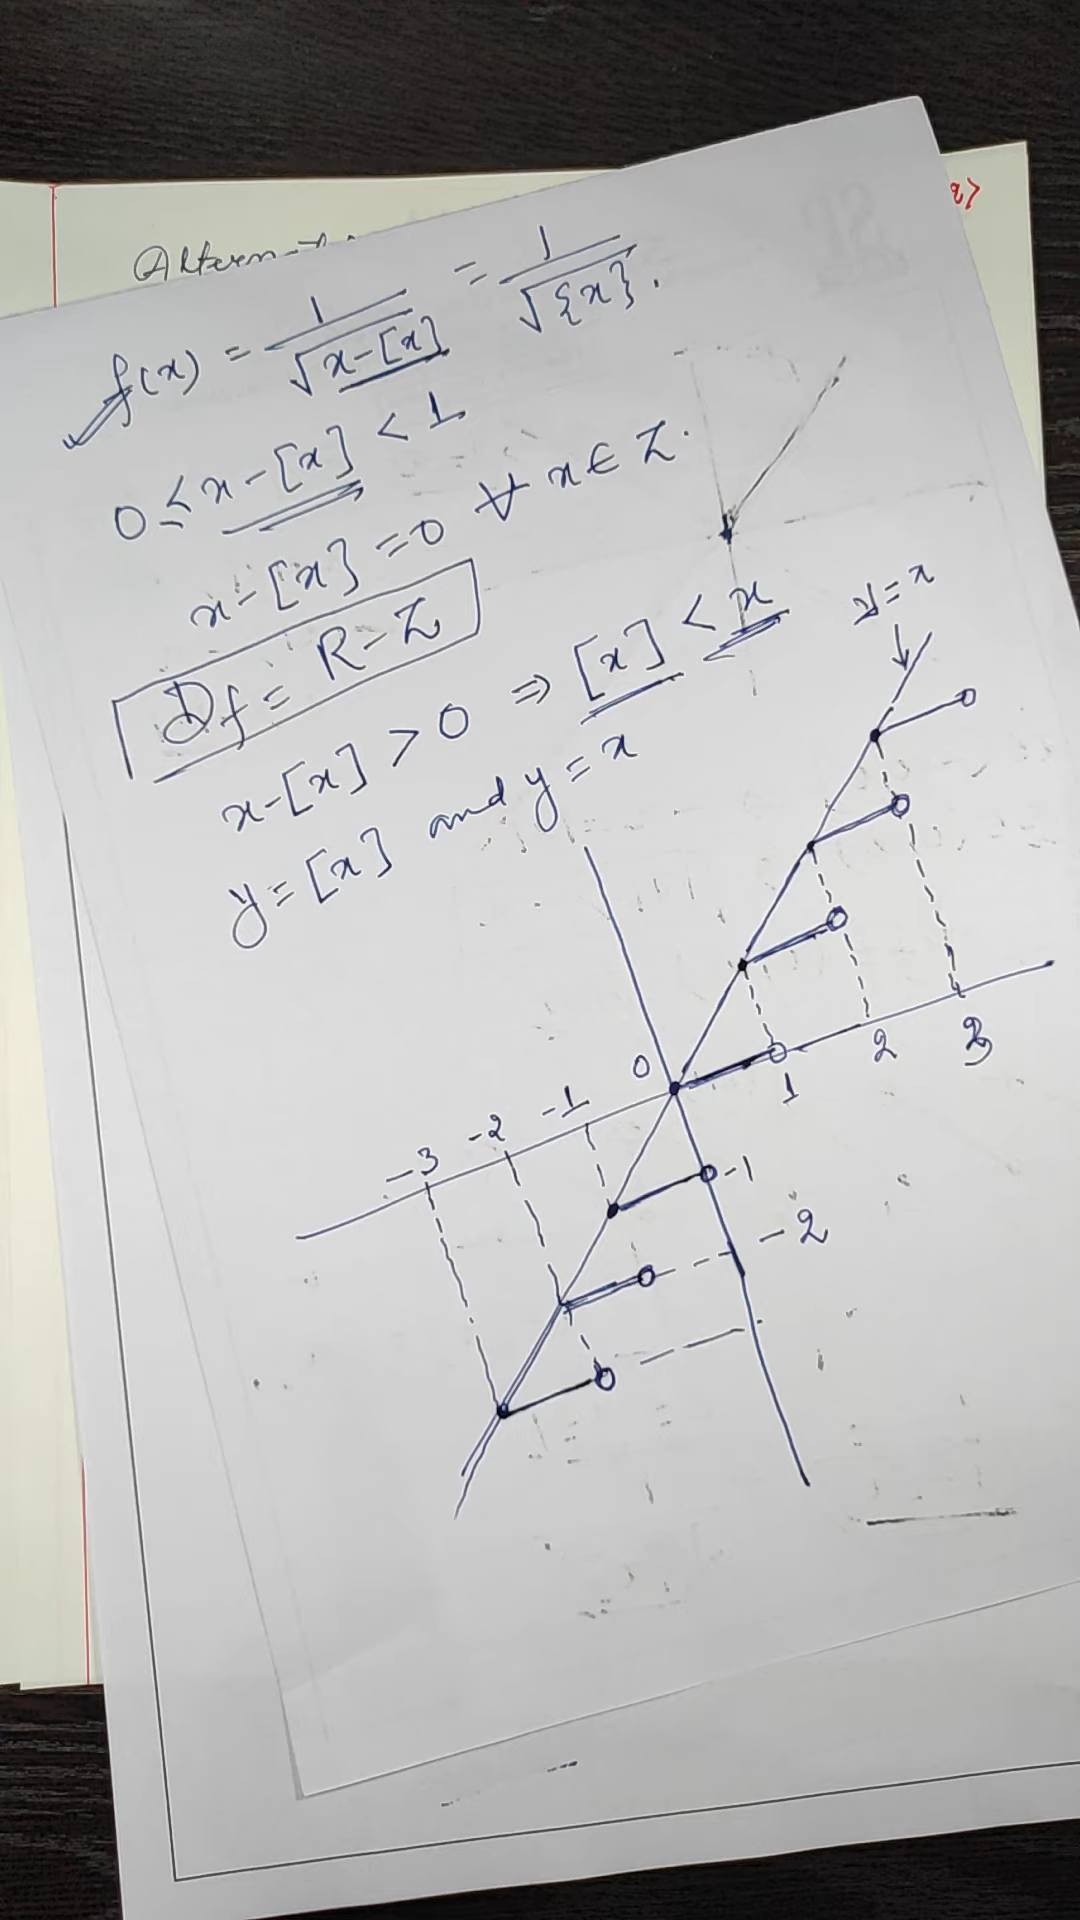 f(x) = 1/√(x-[x]) = 1/√{x}.
0 ≤ x-[x] < 1
x-[x] = 0 ∀ x ∈ Z.
Df = R-Z
x-[x] > 0 ⇒ [x] < x
y = [x] and y = x
y = x
0
1 2 3
-3 -2 -1
-1
-2